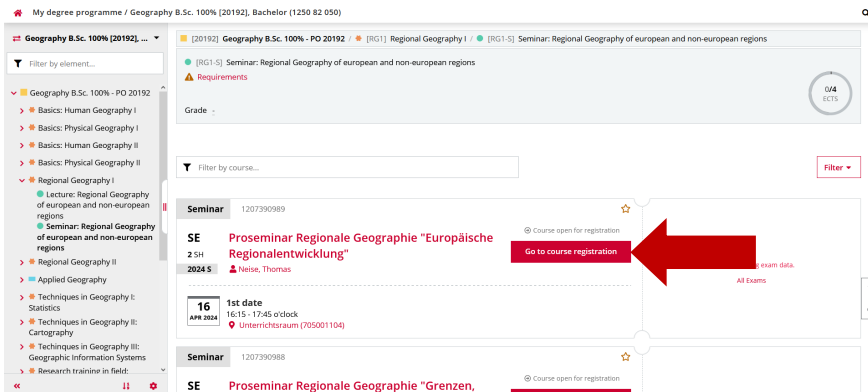 My degree programme / Geography B.Sc. 100% [20192], Bachelor (1250 82 050)
Geography B.Sc. 100% [20192], ...
[20192] Geography B.Sc. 100% - PO 20192 / [RG1] Regional Geography I / [RG1-S] Seminar: Regional Geography of european and non-european regions
Filter by element...
[RG1-S] Seminar: Regional Geography of european and non-european regions
Requirements
0/4
ECTS
Grade -
Geography B.Sc. 100% - PO 20192
Basics: Human Geography I
Basics: Physical Geography I
Basics: Human Geography II
Basics: Physical Geography II
Regional Geography I
Lecture: Regional Geography
of european and non-european
regions
Seminar: Regional Geography
of european and non-european
regions
Regional Geography II
Applied Geography
Techniques in Geography I:
Statistics
Techniques in Geography II:
Cartography
Techniques in Geography III:
Geographic Information Systems
Research training in field:
Filter by course...
Filter
Seminar 1207390989
SE
2 SH
2024 S
Proseminar Regionale Geographie "Europäische
Regionalentwicklung"
Neise, Thomas
Course open for registration
Go to course registration
exam data.
All Exams
16
APR 2024
1st date
16:15 - 17:45 o'clock
Unterrichtsraum (705001104)
Seminar 1207390988
SE
Proseminar Regionale Geographie "Grenzen,
Course open for registration